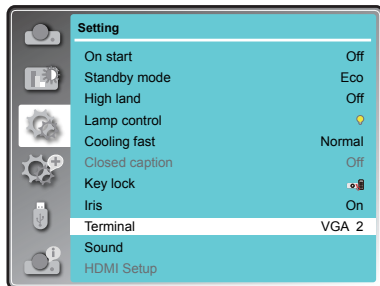 Setting
On start Off
Standby mode Eco
High land Off
Lamp control
Cooling fast Normal
Closed caption Off
Key lock
Iris On
Terminal VGA 2
Sound
HDMI Setup